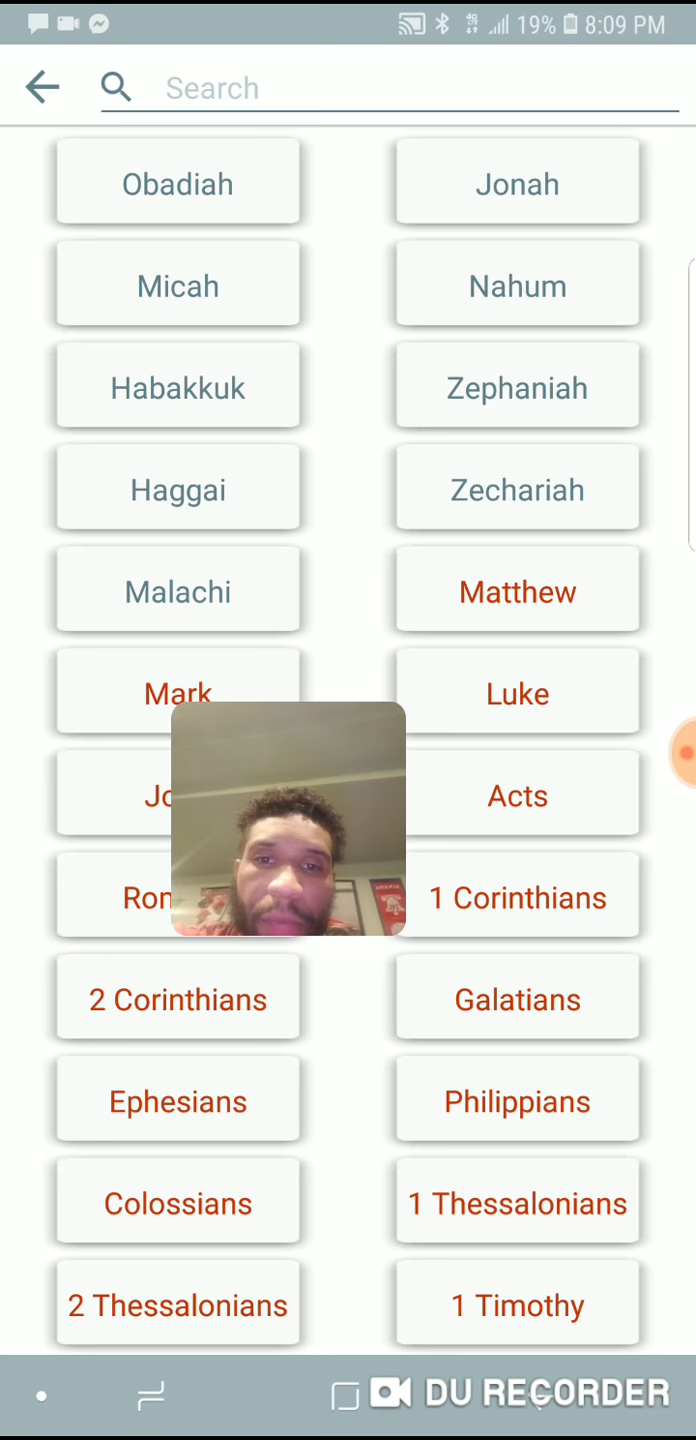 19% 8:09 PM
Search
Obadiah Jonah
Micah Nahum
Habakkuk Zephaniah
Haggai Zechariah
Malachi Matthew
Mark Luke
Acts
1 Corinthians
2 Corinthians Galatians
Ephesians Philippians
Colossians 1 Thessalonians
2 Thessalonians 1 Timothy
DU RECORDER